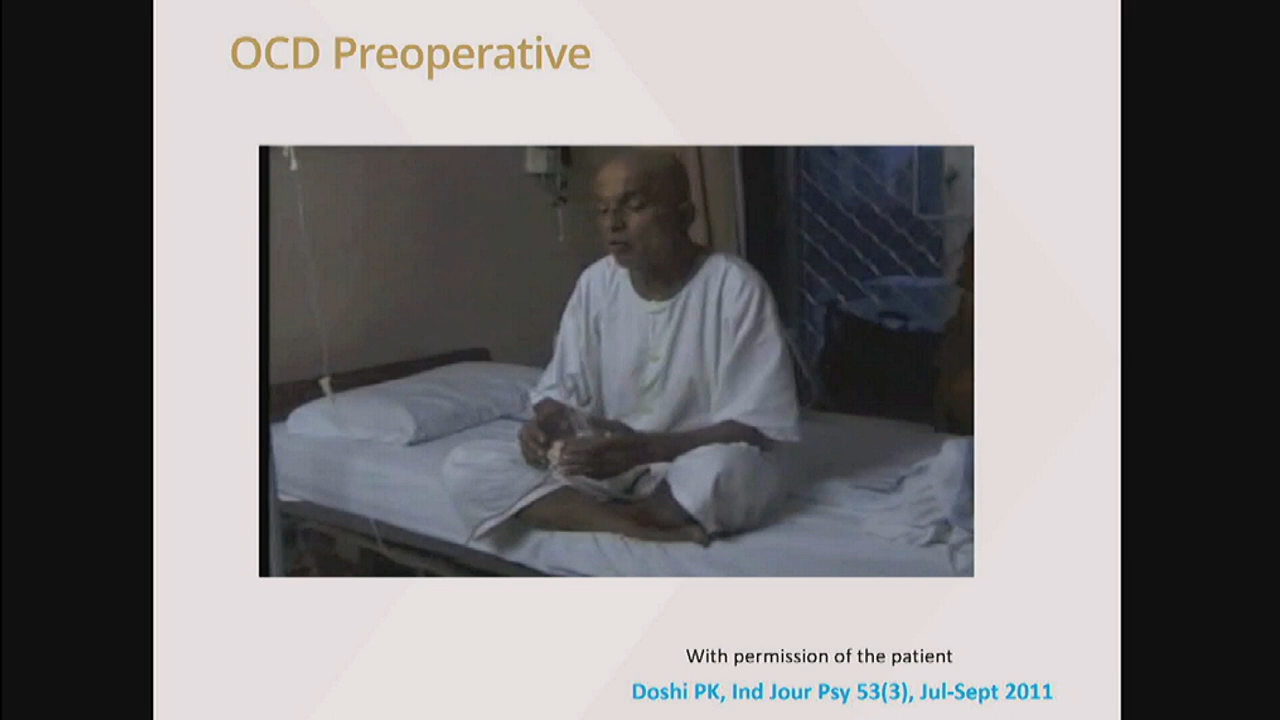 OCD Preoperative
With permission of the patient
Doshi PK, Ind Jour Psy 53(3), Jul-Sept 2011